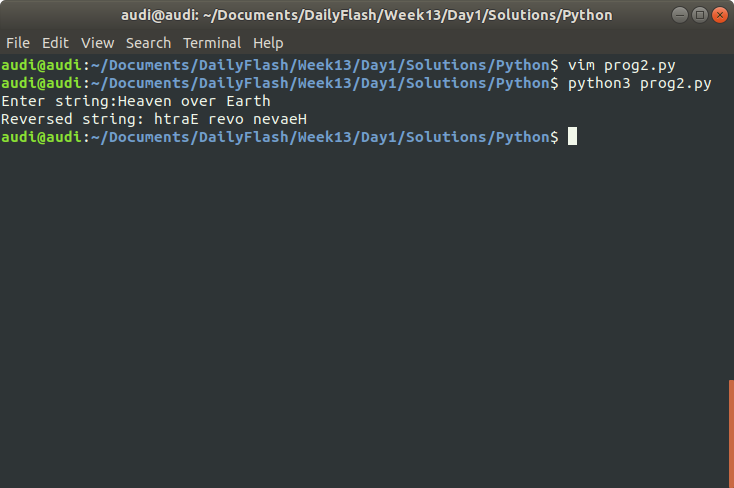 audi@audi: ~/Documents/DailyFlash/Week13/Day1/Solutions/Python
File Edit View Search Terminal Help
audi@audi:~/Documents/DailyFlash/Week13/Day1/Solutions/Python$ vim prog2.py
audi@audi:~/Documents/DailyFlash/Week13/Day1/Solutions/Python$ python3 prog2.py
Enter string:Heaven over Earth
Reversed string: htraE revo nevaeH
audi@audi:~/Documents/DailyFlash/Week13/Day1/Solutions/Python$